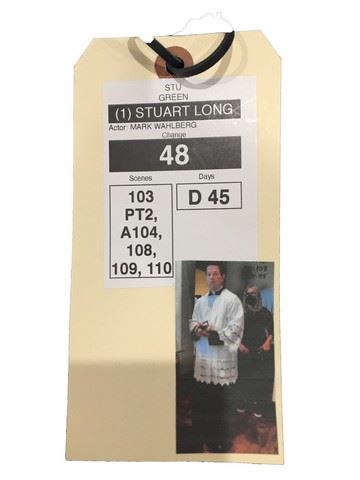 STU
GREEN
(1) STUART LONG
Actor: MARK WAHLBERG
Change
48
Scenes
Days
103
PT2,
A104,
108,
109, 110
D 45